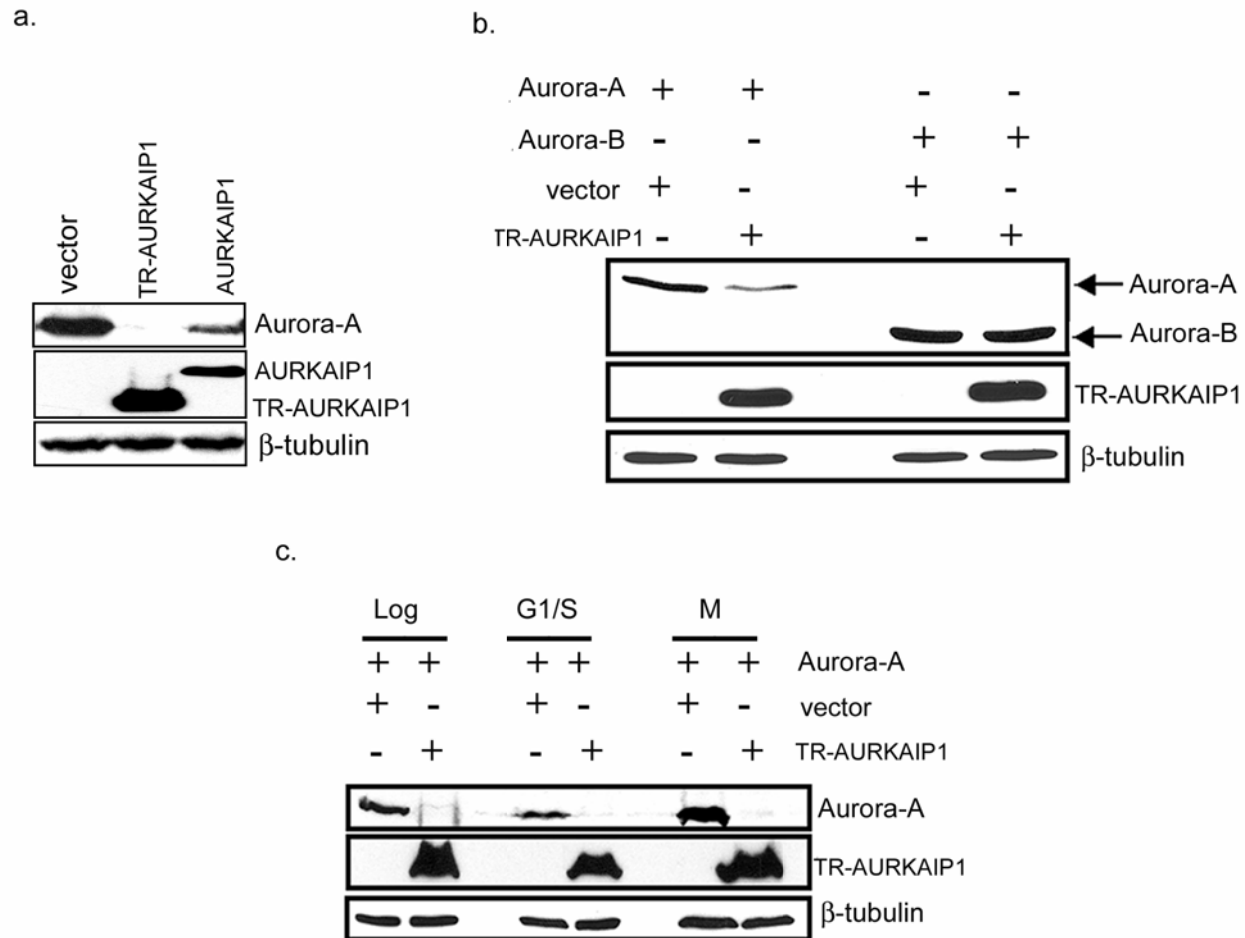 a.
vector
TR-AURKAIP1
AURKAIP1
Aurora-A
AURKAIP1
TR-AURKAIP1
β-tubulin
b.
Aurora-A + + - -
Aurora-B - - + +
vector + - + -
TR-AURKAIP1 - + - +
Aurora-A
Aurora-B
TR-AURKAIP1
β-tubulin
c.
Log G1/S M
+ + + + + + Aurora-A
+ - + - + - vector
- + - + - + TR-AURKAIP1
Aurora-A
TR-AURKAIP1
β-tubulin